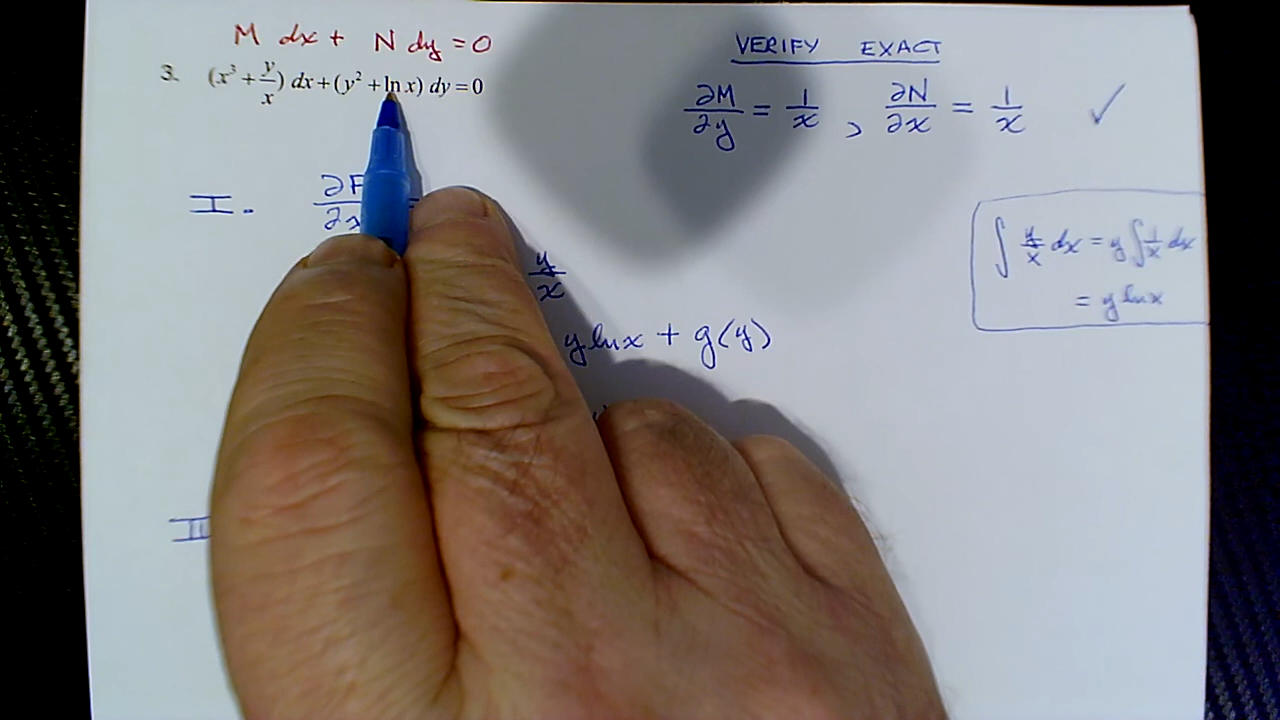 M dx + N dy = 0
3. (x³ + y/x) dx + (y² + ln x) dy = 0
VERIFY EXACT
∂M/∂y = 1/x , ∂N/∂x = 1/x ✓
I. ∂F/∂x =
∫ y/x dx = y ∫ 1/x dx
= y ln x
y/x
y ln x + g(y)
II